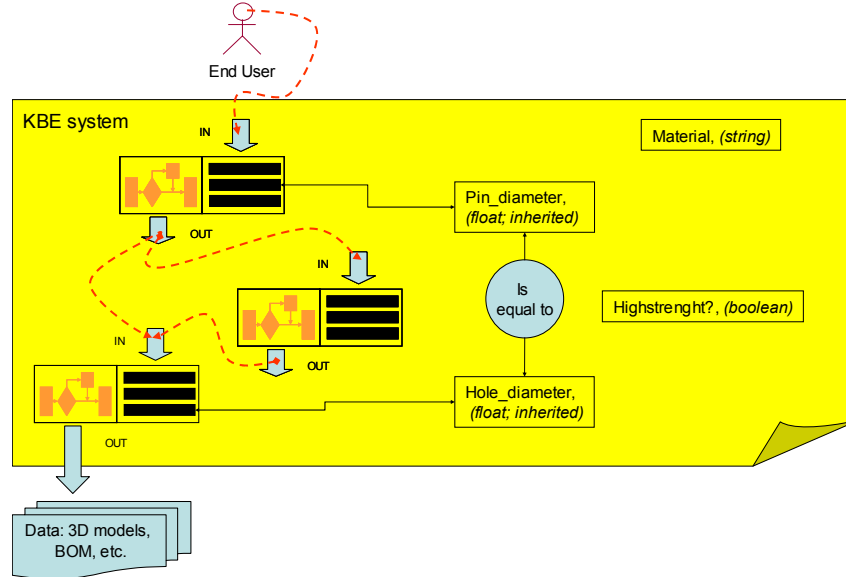 End User
KBE system
IN
Material, (string)
Pin_diameter,
(float; inherited)
OUT
IN
Is
equal to
Highstrenght?, (boolean)
IN
OUT
Hole_diameter,
(float; inherited)
OUT
Data: 3D models,
BOM, etc.